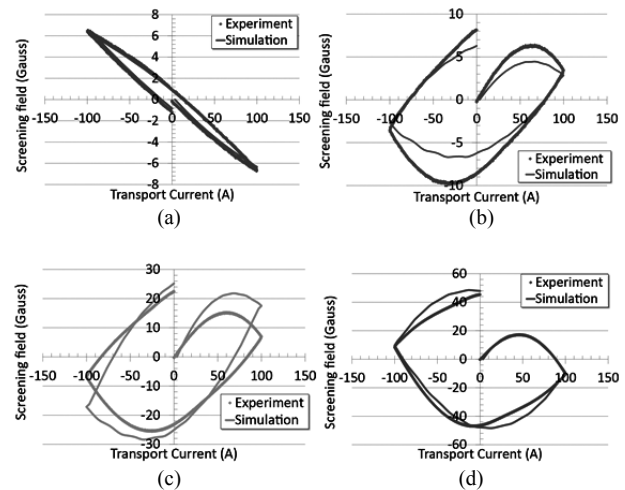 8
6
4
2
0
-2
-4
-6
-8
-150 -100 -50 0 50 100 150
Screening field (Gauss)
Transport Current (A)
Experiment
Simulation
(a)
10
5
0
-5
-10
-150 -100 -50 0 50 100 150
Screening field (Gauss)
Transport Current (A)
Experiment
Simulation
(b)
30
20
10
0
-10
-20
-30
-150 -100 -50 0 50 100 150
Screening field (Gauss)
Transport Current (A)
Experiment
Simulation
(c)
60
40
20
0
-20
-40
-60
-150 -100 -50 0 50 100 150
Screening field (Gauss)
Transport Current (A)
Experiment
Simulation
(d)